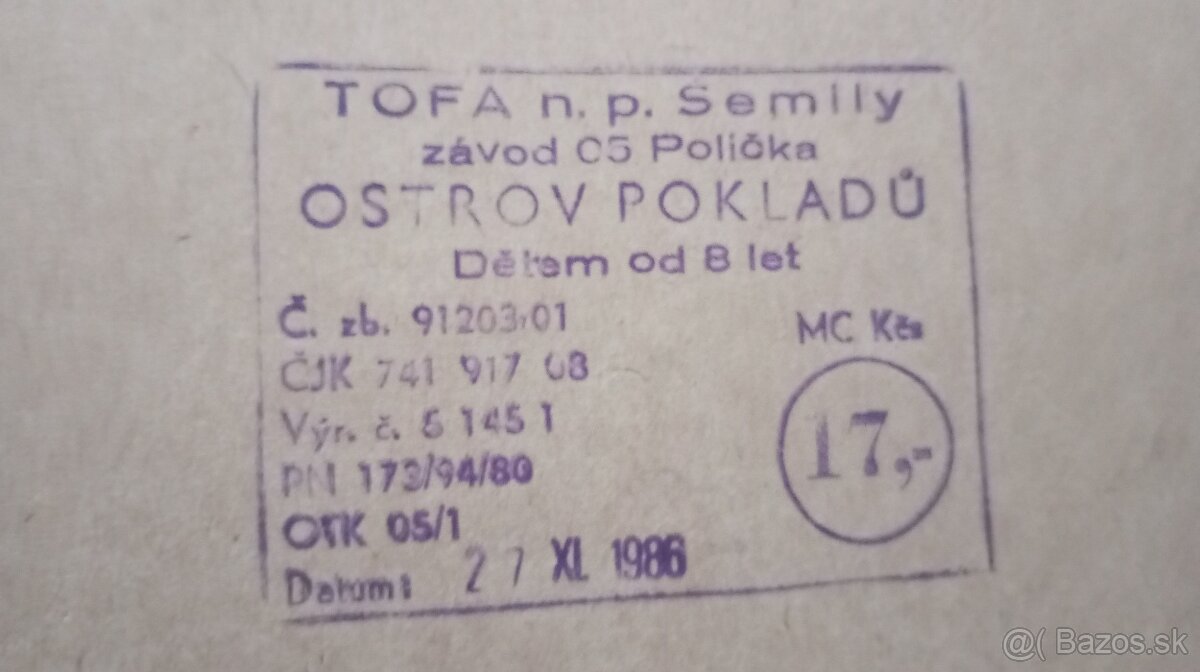 TOFA n. p. Semily
závod 05 Polička
OSTROV POKLADŮ
Dětem od 8 let
Č. zb. 91203-01
ČJK 741 917 08
Výr. č. 5 145 1
PN 173/94/80
OTK 05/1
Datum: 27 XI. 1986
MC Kčs
17,-
@( Bazos.sk